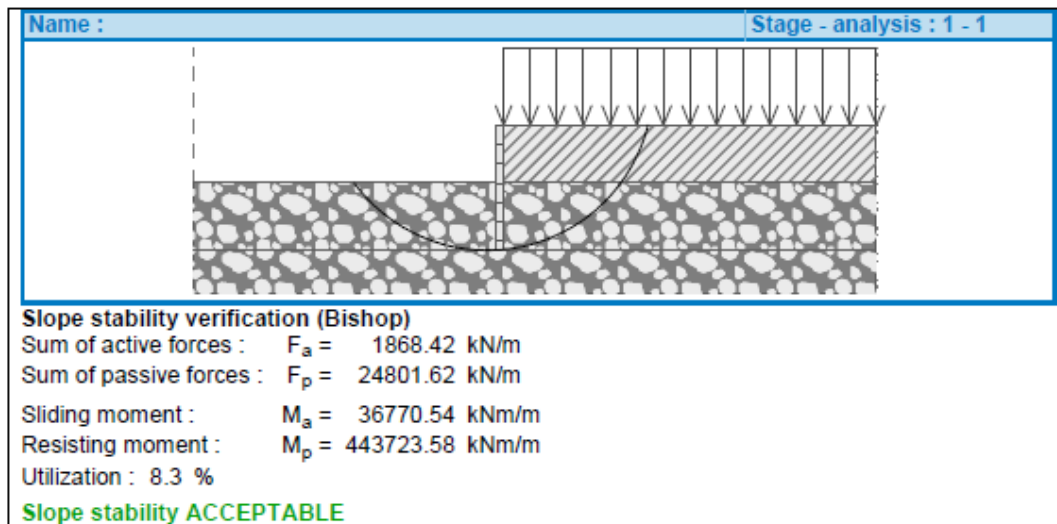 Name : Stage - analysis : 1 - 1
Slope stability verification (Bishop)
Sum of active forces : Fa = 1868.42 kN/m
Sum of passive forces : Fp = 24801.62 kN/m
Sliding moment : Ma = 36770.54 kNm/m
Resisting moment : Mp = 443723.58 kNm/m
Utilization : 8.3 %
Slope stability ACCEPTABLE